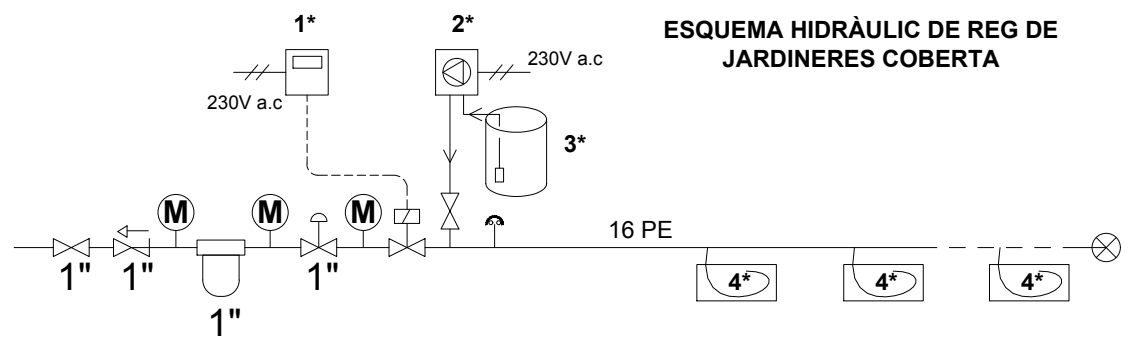 1*
2*
ESQUEMA HIDRÀULIC DE REG DE
JARDINERES COBERTA
230V a.c
230V a.c
3*
M
M
M
16 PE
1"
1"
1"
1"
4*
4*
4*